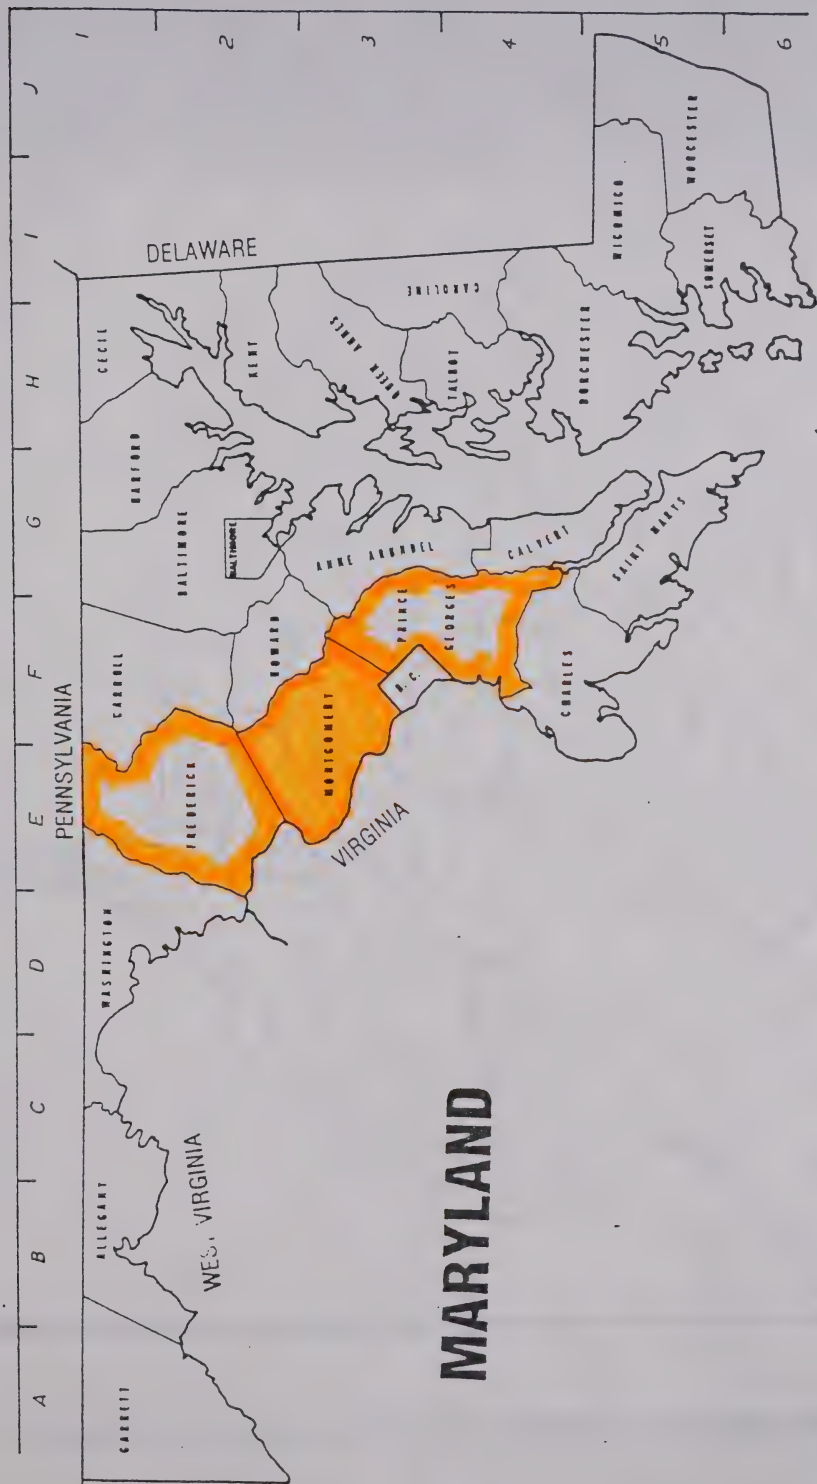 A B C D E F G H I J
1
2
3
4
5
6
PENNSYLVANIA
DELAWARE
WEST VIRGINIA
VIRGINIA
GARRETT
ALLEGANY
WASHINGTON
FREDERICK
CARROLL
BALTIMORE
BALTIMORE
HARFORD
CECIL
KENT
HOWARD
MONTGOMERY
ANNE ARUNDEL
QUEEN ANNES
PRINCE
GEORGES
D.C.
TALBOT
CAROLINE
CALVERT
CHARLES
SAINT MARYS
DORCHESTER
WICOMICO
SOMERSET
WORCESTER
MARYLAND